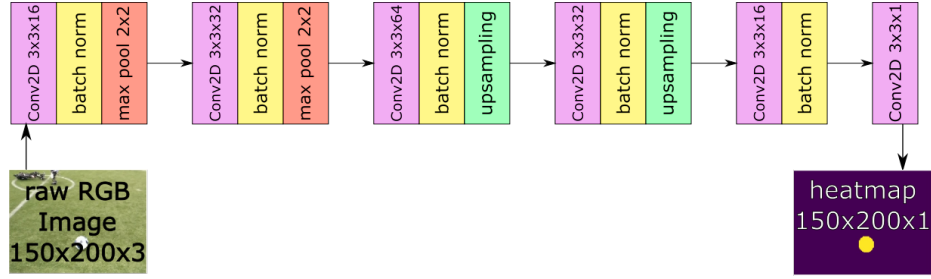 Conv2D 3x3x16
batch norm
max pool 2x2
Conv2D 3x3x32
batch norm
max pool 2x2
Conv2D 3x3x64
batch norm
upsampling
Conv2D 3x3x32
batch norm
upsampling
Conv2D 3x3x16
batch norm
Conv2D 3x3x1
raw RGB
Image
150x200x3
heatmap
150x200x1